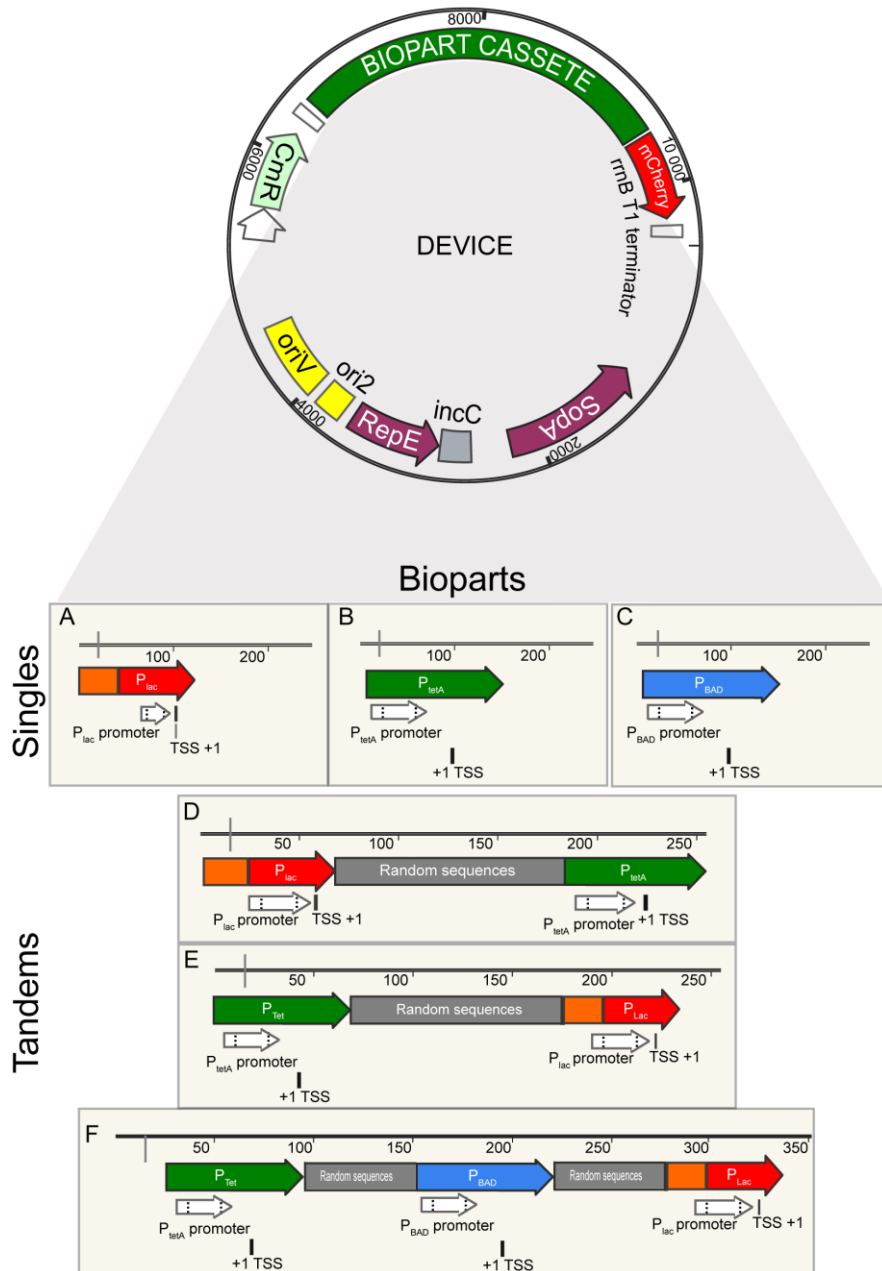 8000
BIOPART CASSETE
6000
CmR
mCherry
10 000
rrnB T1 terminator
DEVICE
oriV
ori2
4000
RepE
incC
SopA
2000
Bioparts
Singles
A
100
200
Plac
Plac promoter
TSS +1
B
100
200
PtetA
PtetA promoter
+1 TSS
C
100
200
PBAD
PBAD promoter
+1 TSS
Tandems
D
50
100
150
200
250
Plac
Random sequences
PtetA
Plac promoter
TSS +1
PtetA promoter
+1 TSS
E
50
100
150
200
250
PTet
Random sequences
PLac
PtetA promoter
Plac promoter
TSS +1
+1 TSS
F
50
100
150
200
250
300
350
PTet
Random sequences
PBAD
Random sequences
PLac
PtetA promoter
PBAD promoter
Plac promoter
TSS +1
+1 TSS
+1 TSS